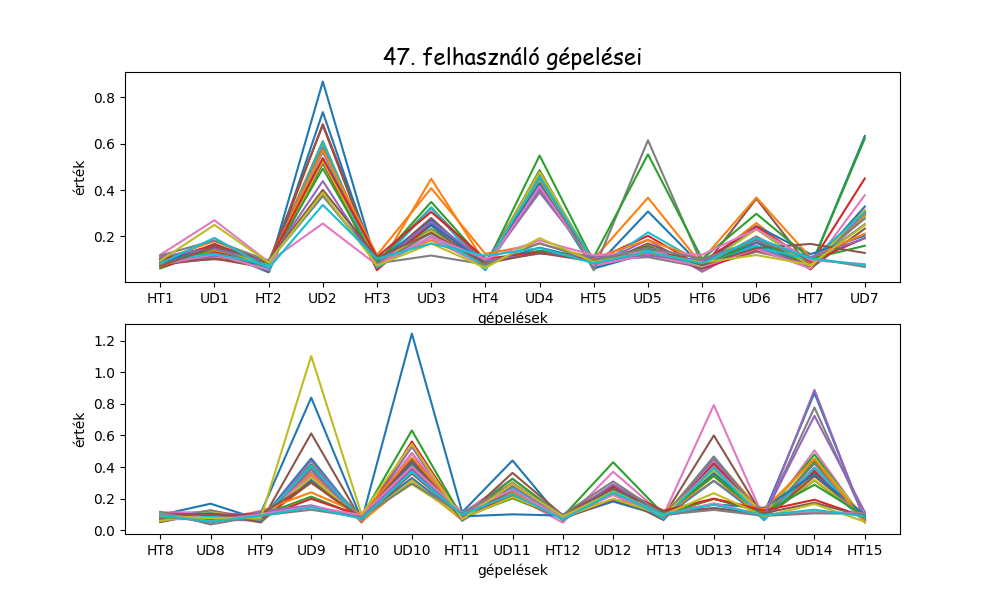 47. felhasználó gépelései
érték
0.8
0.6
0.4
0.2
HT1 UD1 HT2 UD2 HT3 UD3 HT4 UD4 HT5 UD5 HT6 UD6 HT7 UD7
gépelések
érték
1.2
1.0
0.8
0.6
0.4
0.2
0.0
HT8 UD8 HT9 UD9 HT10 UD10 HT11 UD11 HT12 UD12 HT13 UD13 HT14 UD14 HT15
gépelések